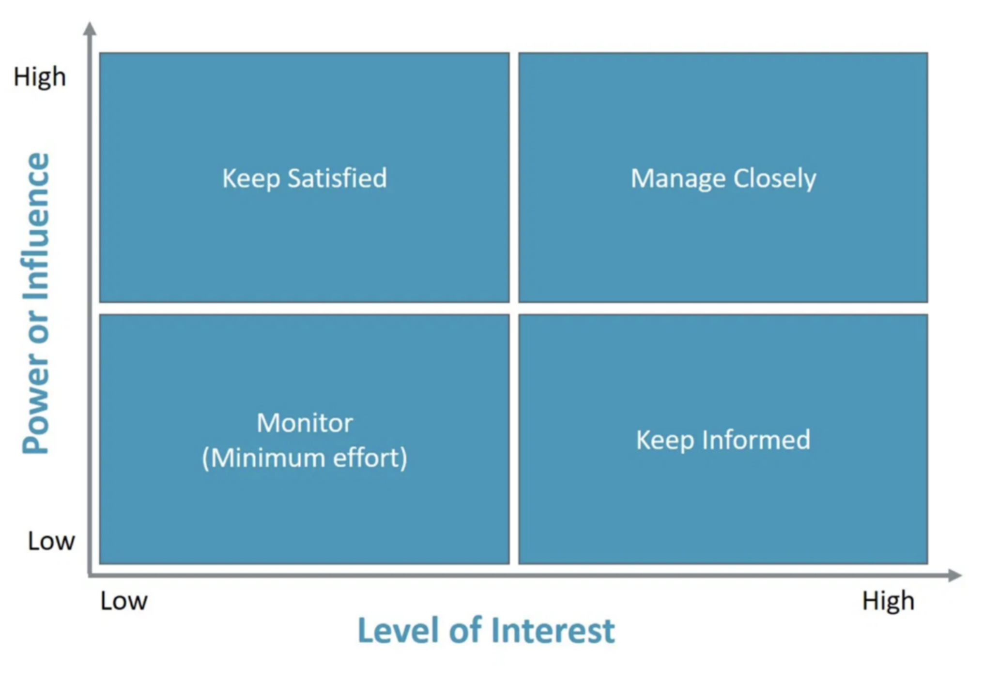 High
Keep Satisfied
Manage Closely
Power or Influence
Monitor
(Minimum effort)
Keep Informed
Low
Low
High
Level of Interest